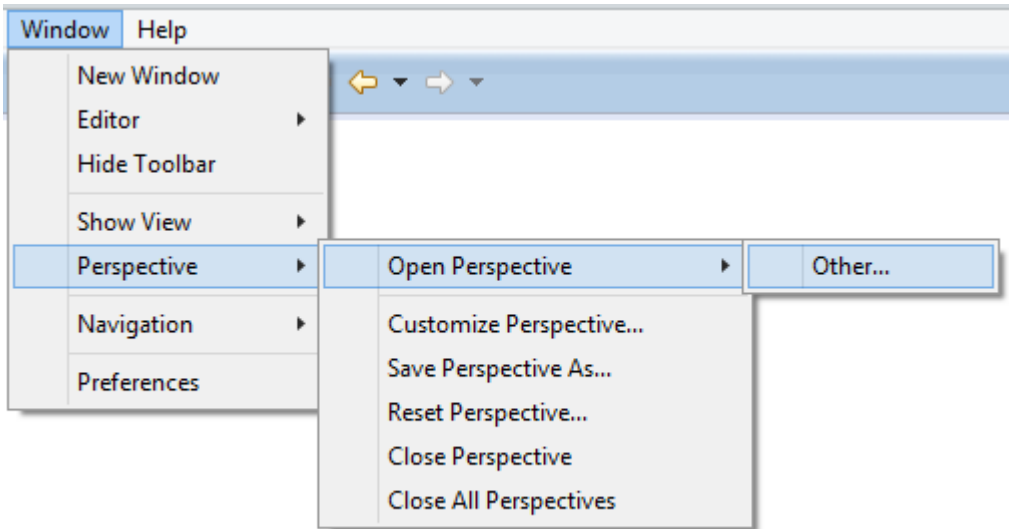 Window Help
New Window
Editor
Hide Toolbar
Show View
Perspective
Navigation
Preferences
Open Perspective
Customize Perspective...
Save Perspective As...
Reset Perspective...
Close Perspective
Close All Perspectives
Other...